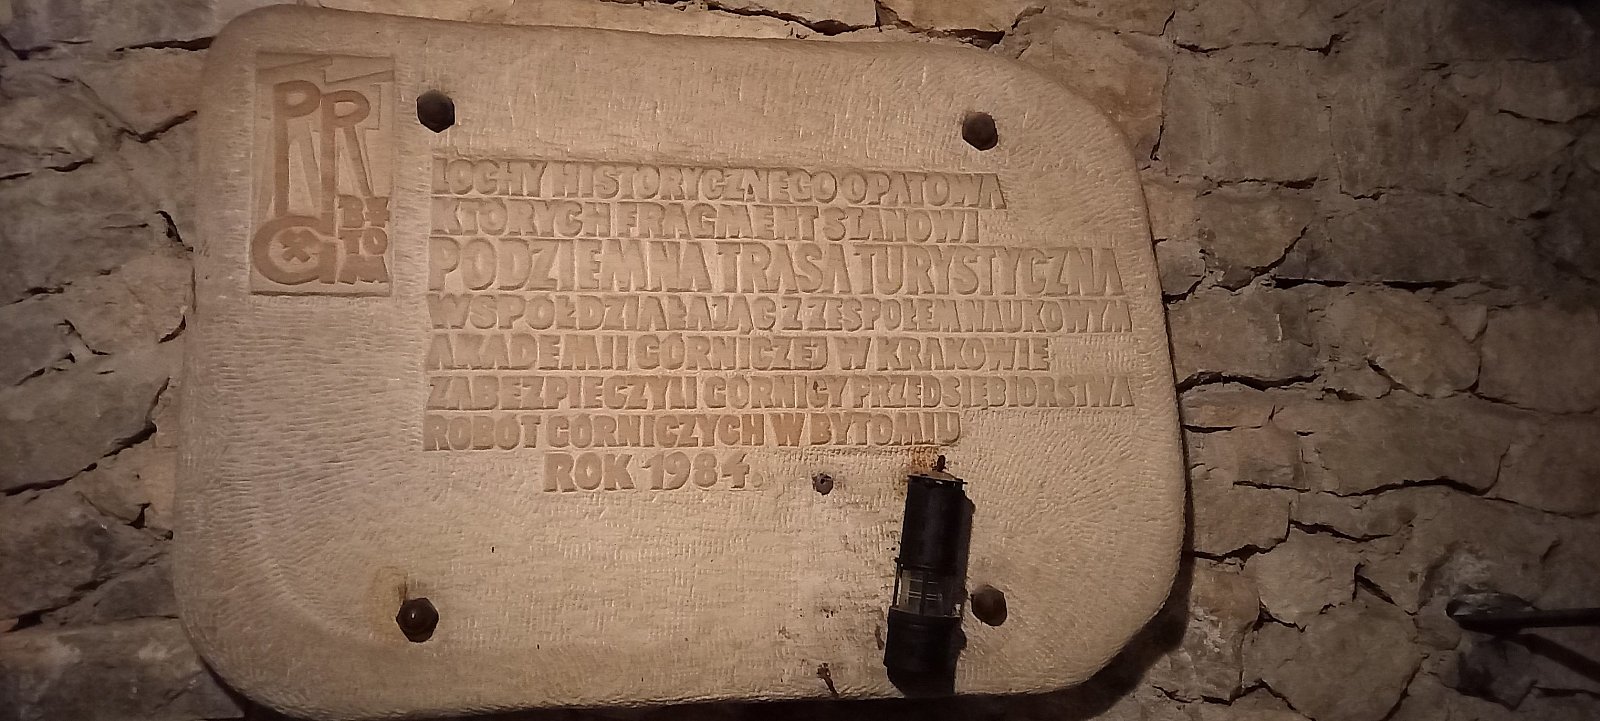 PRG
BYTOM
LOCHY HISTORYCZNEGO OPATOWA
KTÓRYCH FRAGMENT STANOWI
PODZIEMNA TRASA TURYSTYCZNA
WSPÓŁDZIAŁAJĄC Z ZESPOŁEM NAUKOWYM
AKADEMII GÓRNICZEJ W KRAKOWIE
ZABEZPIECZYLI GÓRNICY PRZEDSIĘBIORSTWA
ROBÓT GÓRNICZYCH W BYTOMIU
ROK 1984.